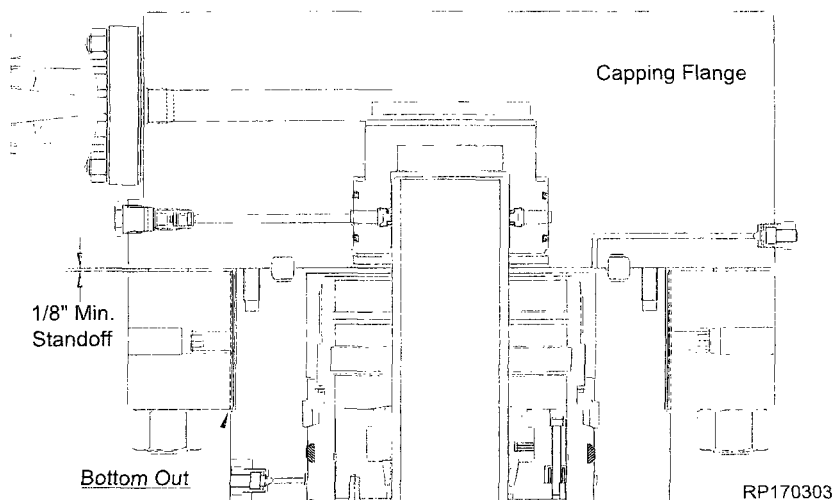 Capping Flange
1/8" Min.
Standoff
Bottom Out
RP170303